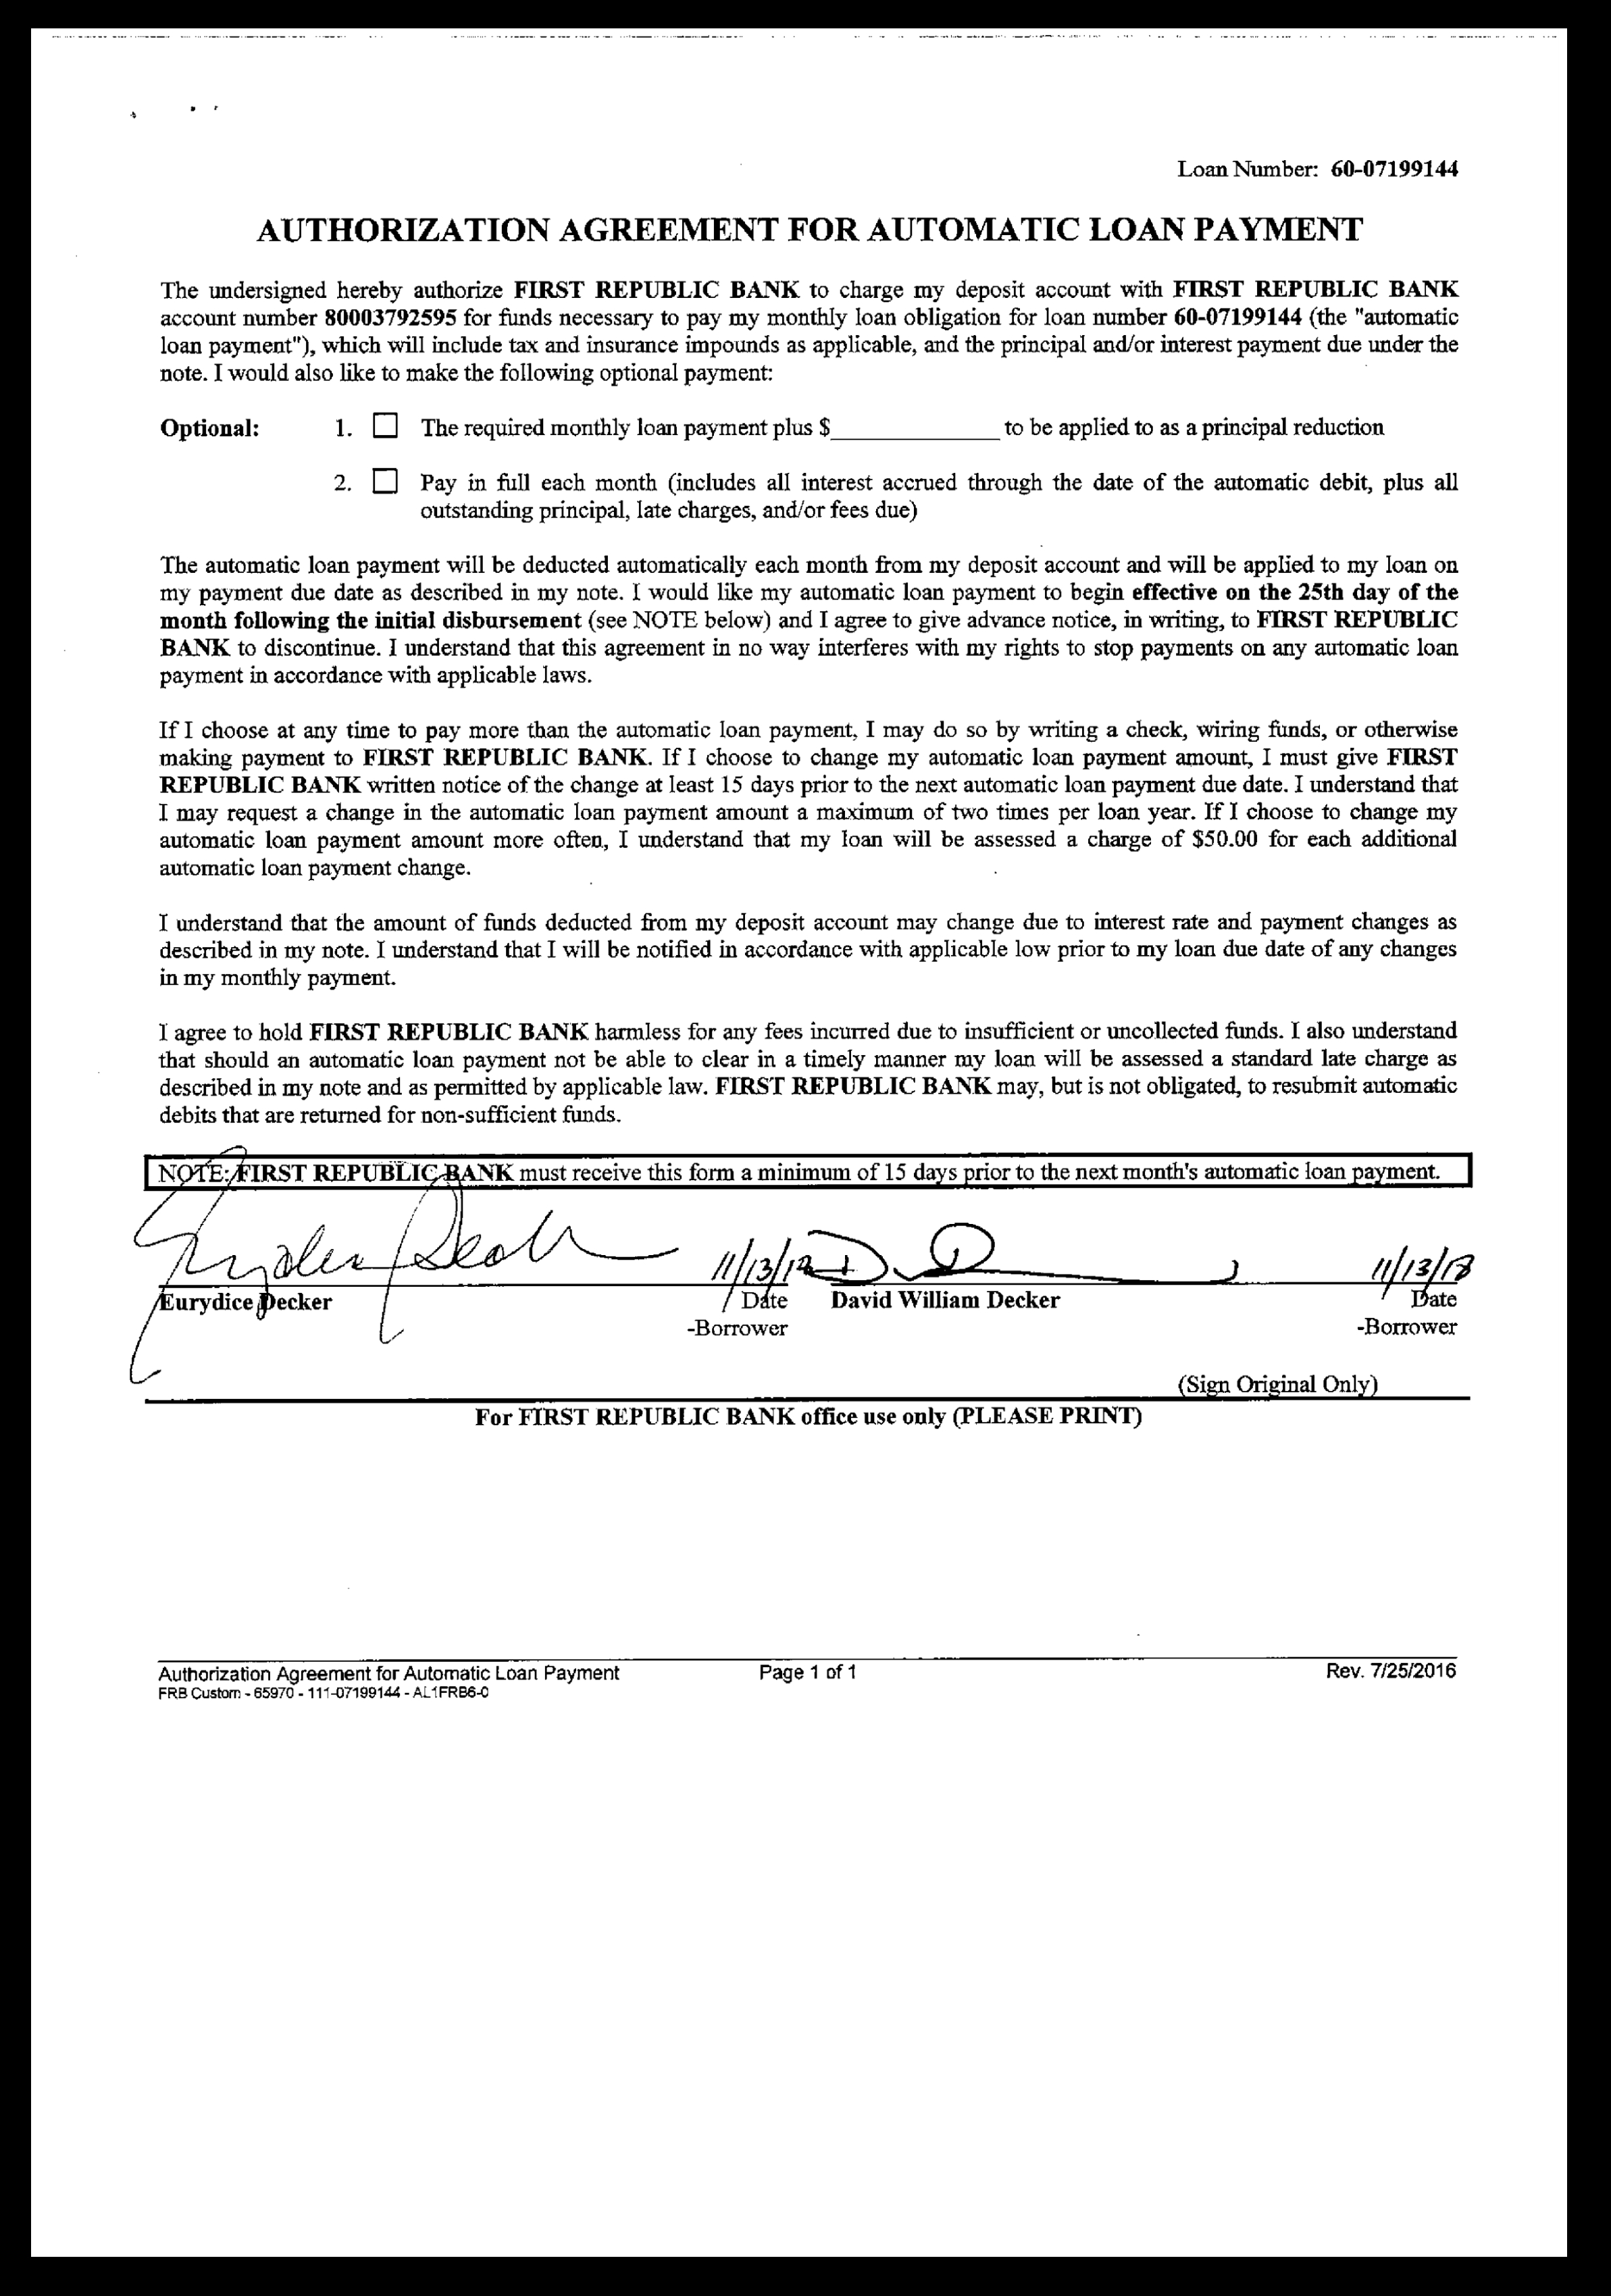 Loan Number: 60-07199144
AUTHORIZATION AGREEMENT FOR AUTOMATIC LOAN PAYMENT
The undersigned hereby authorize FIRST REPUBLIC BANK to charge my deposit account with FIRST REPUBLIC BANK
account number 80003792595 for funds necessary to pay my monthly loan obligation for loan number 60-07199144 (the "automatic
loan payment"), which will include tax and insurance impounds as applicable, and the principal and/or interest payment due under the
note. I would also like to make the following optional payment:
Optional: 1. ☐ The required monthly loan payment plus $____________ to be applied to as a principal reduction
2. ☐ Pay in full each month (includes all interest accrued through the date of the automatic debit, plus all
outstanding principal, late charges, and/or fees due)
The automatic loan payment will be deducted automatically each month from my deposit account and will be applied to my loan on
my payment due date as described in my note. I would like my automatic loan payment to begin effective on the 25th day of the
month following the initial disbursement (see NOTE below) and I agree to give advance notice, in writing, to FIRST REPUBLIC
BANK to discontinue. I understand that this agreement in no way interferes with my rights to stop payments on any automatic loan
payment in accordance with applicable laws.
If I choose at any time to pay more than the automatic loan payment, I may do so by writing a check, wiring funds, or otherwise
making payment to FIRST REPUBLIC BANK. If I choose to change my automatic loan payment amount, I must give FIRST
REPUBLIC BANK written notice of the change at least 15 days prior to the next automatic loan payment due date. I understand that
I may request a change in the automatic loan payment amount a maximum of two times per loan year. If I choose to change my
automatic loan payment amount more often, I understand that my loan will be assessed a charge of $50.00 for each additional
automatic loan payment change.
I understand that the amount of funds deducted from my deposit account may change due to interest rate and payment changes as
described in my note. I understand that I will be notified in accordance with applicable low prior to my loan due date of any changes
in my monthly payment.
I agree to hold FIRST REPUBLIC BANK harmless for any fees incurred due to insufficient or uncollected funds. I also understand
that should an automatic loan payment not be able to clear in a timely manner my loan will be assessed a standard late charge as
described in my note and as permitted by applicable law. FIRST REPUBLIC BANK may, but is not obligated, to resubmit automatic
debits that are returned for non-sufficient funds.
NOTE: FIRST REPUBLIC BANK must receive this form a minimum of 15 days prior to the next month's automatic loan payment.
11/13/18 11/13/18
Eurydice Decker Date David William Decker Date
-Borrower -Borrower
(Sign Original Only)
For FIRST REPUBLIC BANK office use only (PLEASE PRINT)
Authorization Agreement for Automatic Loan Payment Page 1 of 1 Rev. 7/25/2016
FRB Custom - 65970 - 111-07199144 - AL1FRB6-0